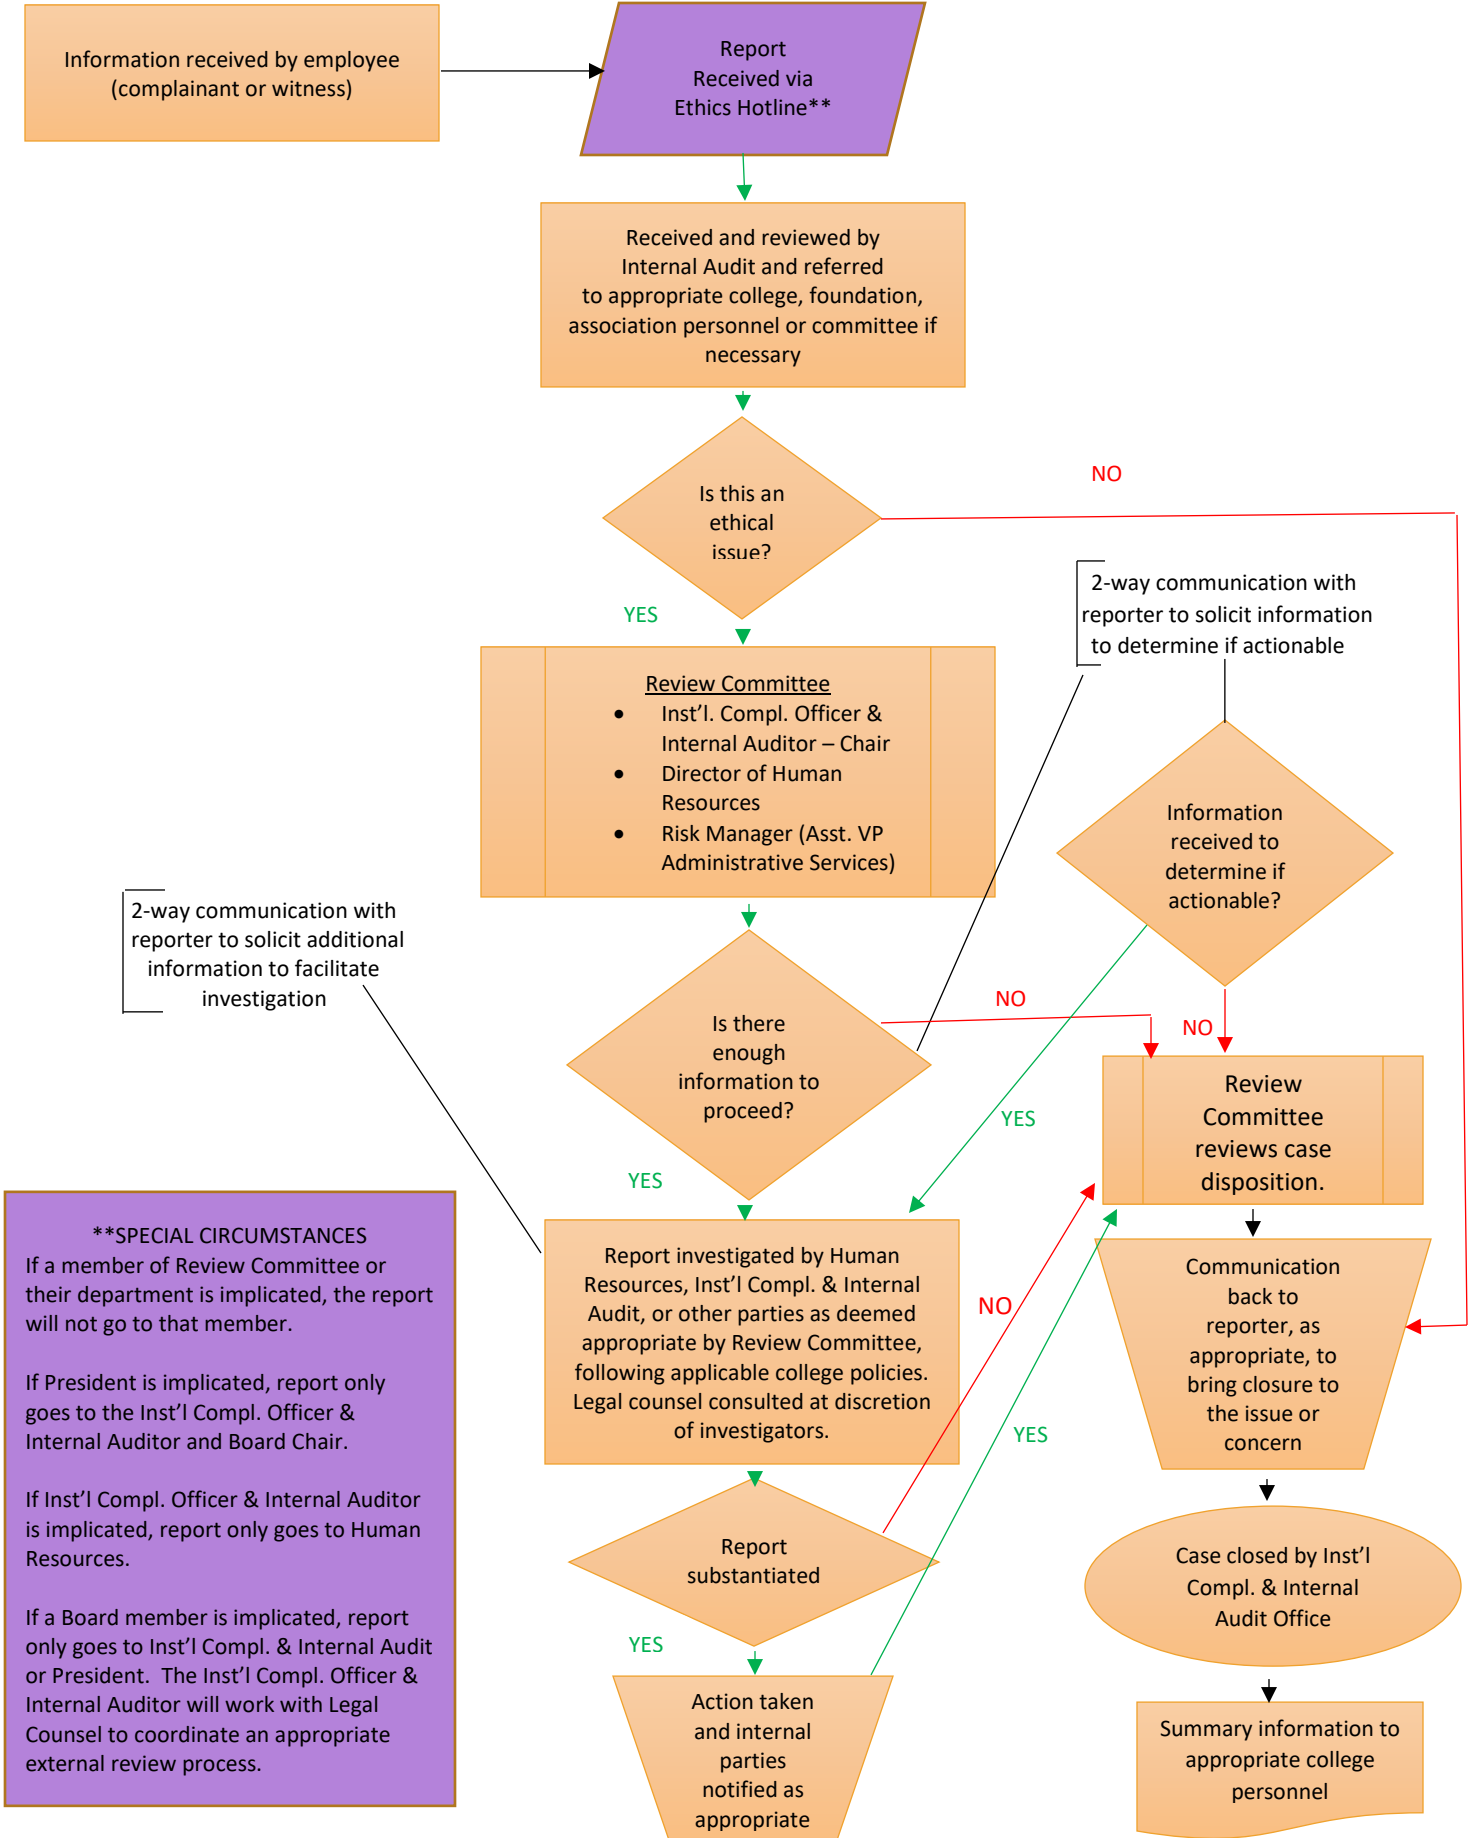 Information received by employee
(complainant or witness)
Report
Received via
Ethics Hotline**
Received and reviewed by
Internal Audit and referred
to appropriate college, foundation,
association personnel or committee if
necessary
Is this an
ethical
issue?
NO
YES
2-way communication with
reporter to solicit information
to determine if actionable
Review Committee
• Inst’l. Compl. Officer &
Internal Auditor – Chair
• Director of Human
Resources
• Risk Manager (Asst. VP
Administrative Services)
Information
received to
determine if
actionable?
2-way communication with
reporter to solicit additional
information to facilitate
investigation
Is there
enough
information to
proceed?
NO
NO
YES
YES
Review
Committee
reviews case
disposition.
**SPECIAL CIRCUMSTANCES
If a member of Review Committee or
their department is implicated, the report
will not go to that member.
If President is implicated, report only
goes to the Inst’l Compl. Officer &
Internal Auditor and Board Chair.
If Inst’l Compl. Officer & Internal Auditor
is implicated, report only goes to Human
Resources.
If a Board member is implicated, report
only goes to Inst’l Compl. & Internal Audit
or President.  The Inst’l Compl. Officer &
Internal Auditor will work with Legal
Counsel to coordinate an appropriate
external review process.
Report investigated by Human
Resources, Inst’l Compl. & Internal
Audit, or other parties as deemed
appropriate by Review Committee,
following applicable college policies.
Legal counsel consulted at discretion
of investigators.
NO
YES
Communication
back to
reporter, as
appropriate, to
bring closure to
the issue or
concern
Report
substantiated
YES
Case closed by Inst’l
Compl. & Internal
Audit Office
Action taken
and internal
parties
notified as
appropriate
Summary information to
appropriate college
personnel